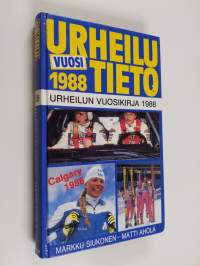 URHEILU
VUOSI
1988 TIETO
URHEILUN VUOSIKIRJA 1988
Calgary
1988
MARKKU SIUKONEN – MATTI AHOLA